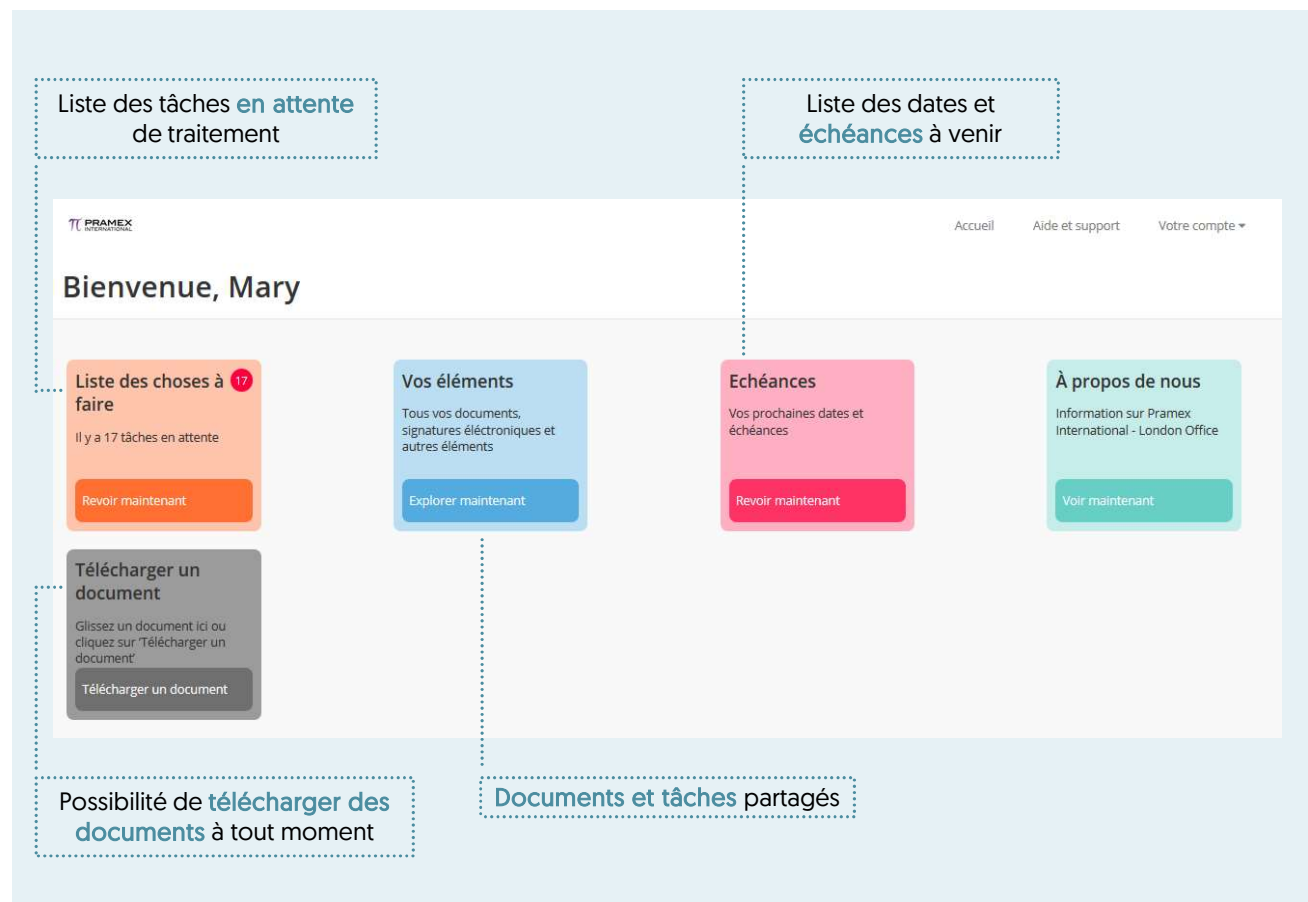 Liste des tâches en attente
de traitement
Liste des dates et
échéances à venir
PRAMEX
INTERNATIONAL
Accueil
Aide et support
Votre compte
Bienvenue, Mary
Liste des choses à
faire
17
Il y a 17 tâches en attente
Revoir maintenant
Vos éléments
Tous vos documents,
signatures éléctroniques et
autres éléments
Explorer maintenant
Echéances
Vos prochaines dates et
échéances
Revoir maintenant
À propos de nous
Information sur Pramex
International - London Office
Voir maintenant
Télécharger un
document
Glissez un document ici ou
cliquez sur 'Télécharger un
document'
Télécharger un document
Possibilité de télécharger des
documents à tout moment
Documents et tâches partagés